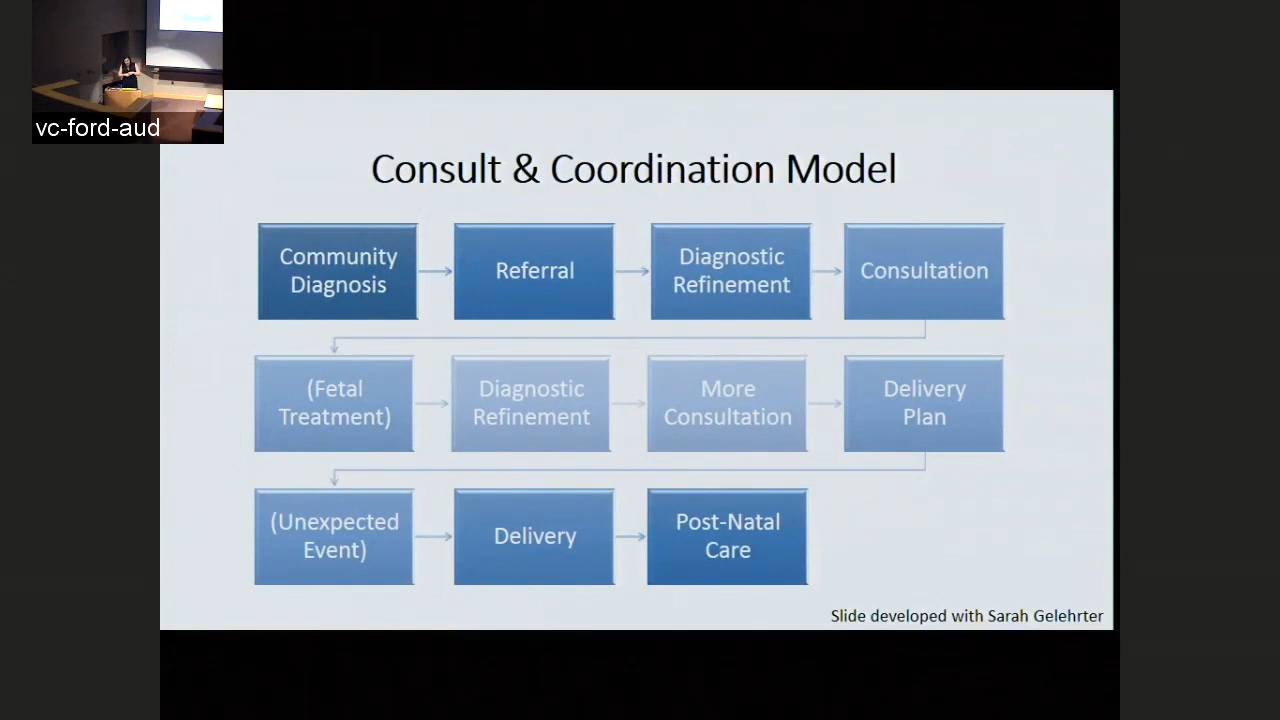 vc-ford-aud
Consult & Coordination Model
Community
Diagnosis
Referral
Diagnostic
Refinement
Consultation
(Fetal
Treatment)
Diagnostic
Refinement
More
Consultation
Delivery
Plan
(Unexpected
Event)
Delivery
Post-Natal
Care
Slide developed with Sarah Gelehrter